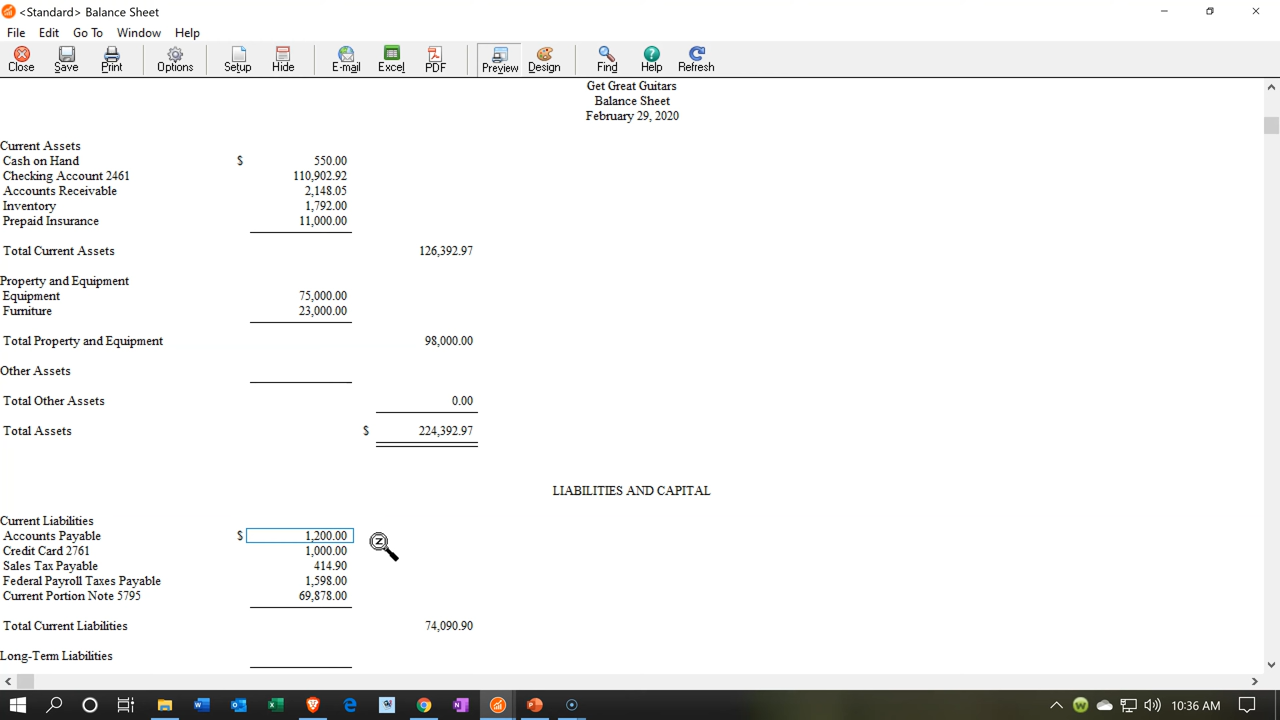 <Standard> Balance Sheet
File Edit Go To Window Help
Close Save Print Options Setup Hide E-mail Excel PDF Preview Design Find Help Refresh
Get Great Guitars
Balance Sheet
February 29, 2020
Current Assets
Cash on Hand $ 550.00
Checking Account 2461 110,902.92
Accounts Receivable 2,148.05
Inventory 1,792.00
Prepaid Insurance 11,000.00
Total Current Assets 126,392.97
Property and Equipment
Equipment 75,000.00
Furniture 23,000.00
Total Property and Equipment 98,000.00
Other Assets
Total Other Assets 0.00
Total Assets $ 224,392.97
LIABILITIES AND CAPITAL
Current Liabilities
Accounts Payable $ 1,200.00
Credit Card 2761 1,000.00
Sales Tax Payable 414.90
Federal Payroll Taxes Payable 1,598.00
Current Portion Note 5795 69,878.00
Total Current Liabilities 74,090.90
Long-Term Liabilities
10:36 AM